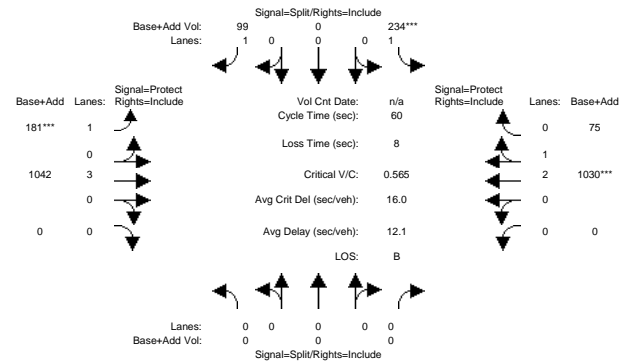 Signal=Split/Rights=Include
Base+Add Vol: 99 0 234***
Lanes: 1 0 0 0 1
Signal=Protect
Base+Add Lanes: Rights=Include
Vol Cnt Date: n/a
Signal=Protect
Rights=Include Lanes: Base+Add
Cycle Time (sec): 60
181*** 1
0 75
Loss Time (sec): 8
0
1
1042 3
Critical V/C: 0.565
2 1030***
0
Avg Crit Del (sec/veh): 16.0
0
0 0
Avg Delay (sec/veh): 12.1
0 0
LOS: B
Lanes: 0 0 0 0 0
Base+Add Vol: 0 0 0
Signal=Split/Rights=Include